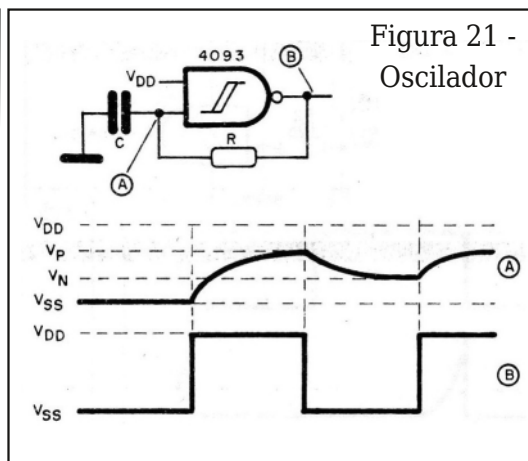 Figura 21 -
Oscilador
4093
B
VDD
C
A
R
VDD
VP
VN
VSS
A
VDD
VSS
B